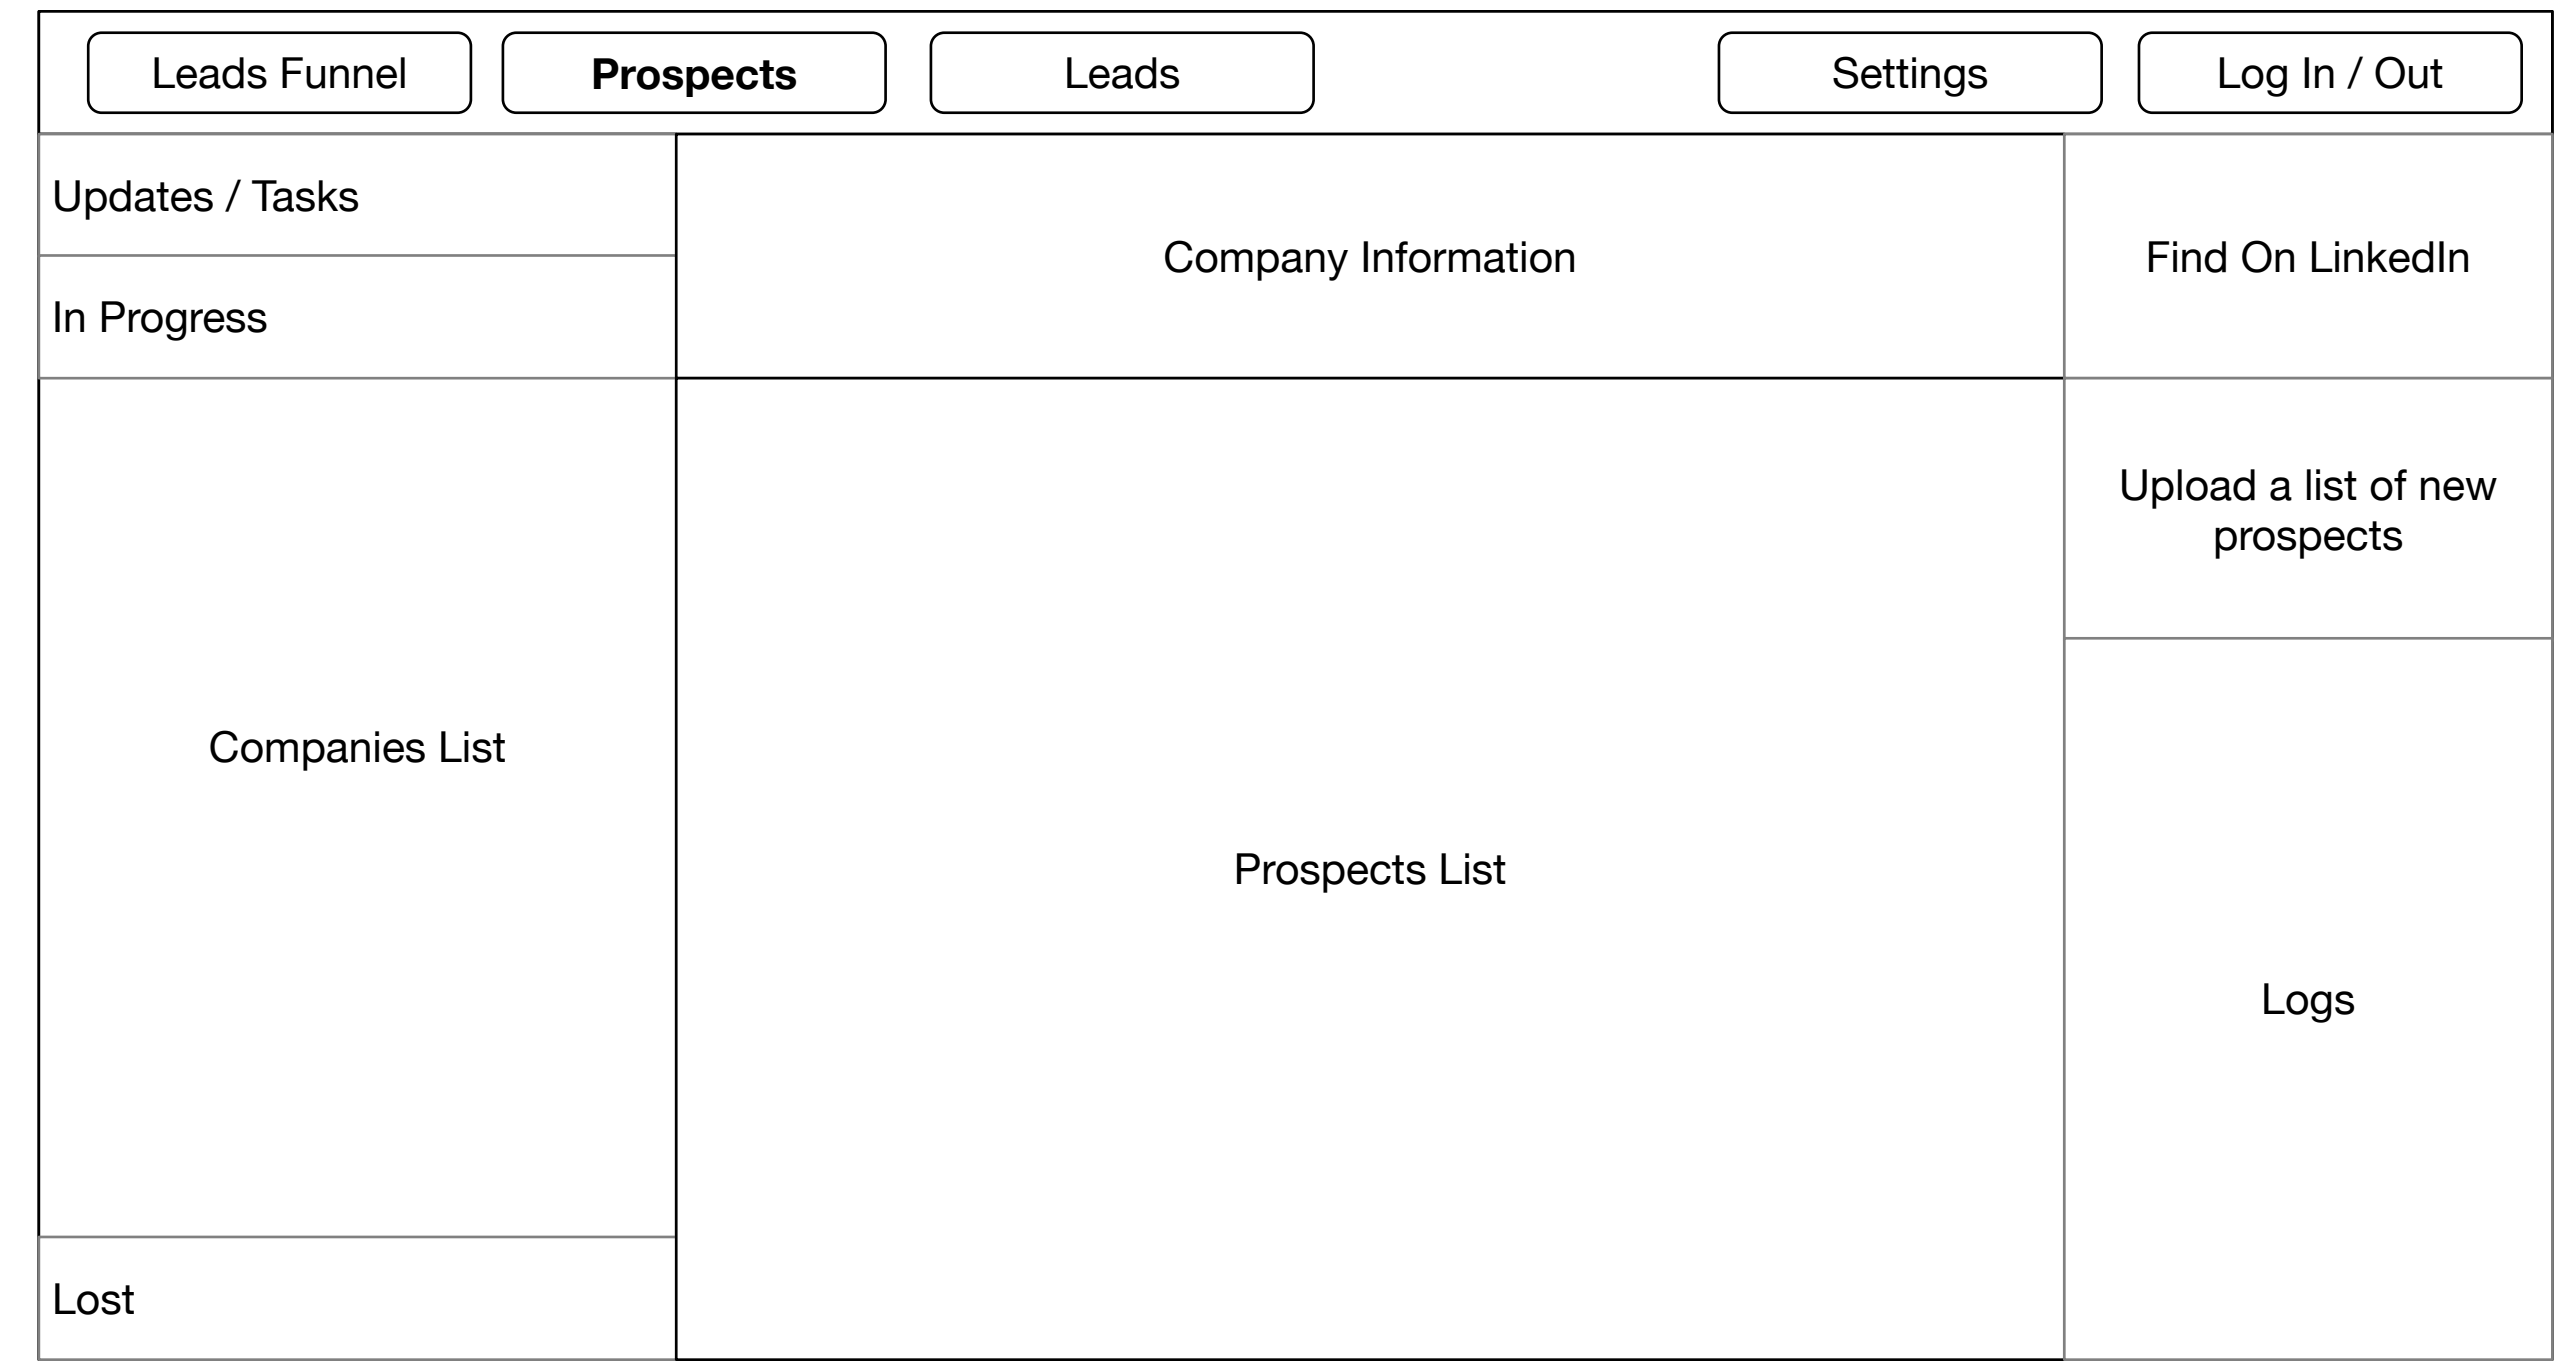 Leads Funnel
Prospects
Leads
Settings
Log In / Out
Updates / Tasks
In Progress
Companies List
Lost
Company Information
Prospects List
Find On LinkedIn
Upload a list of new
prospects
Logs